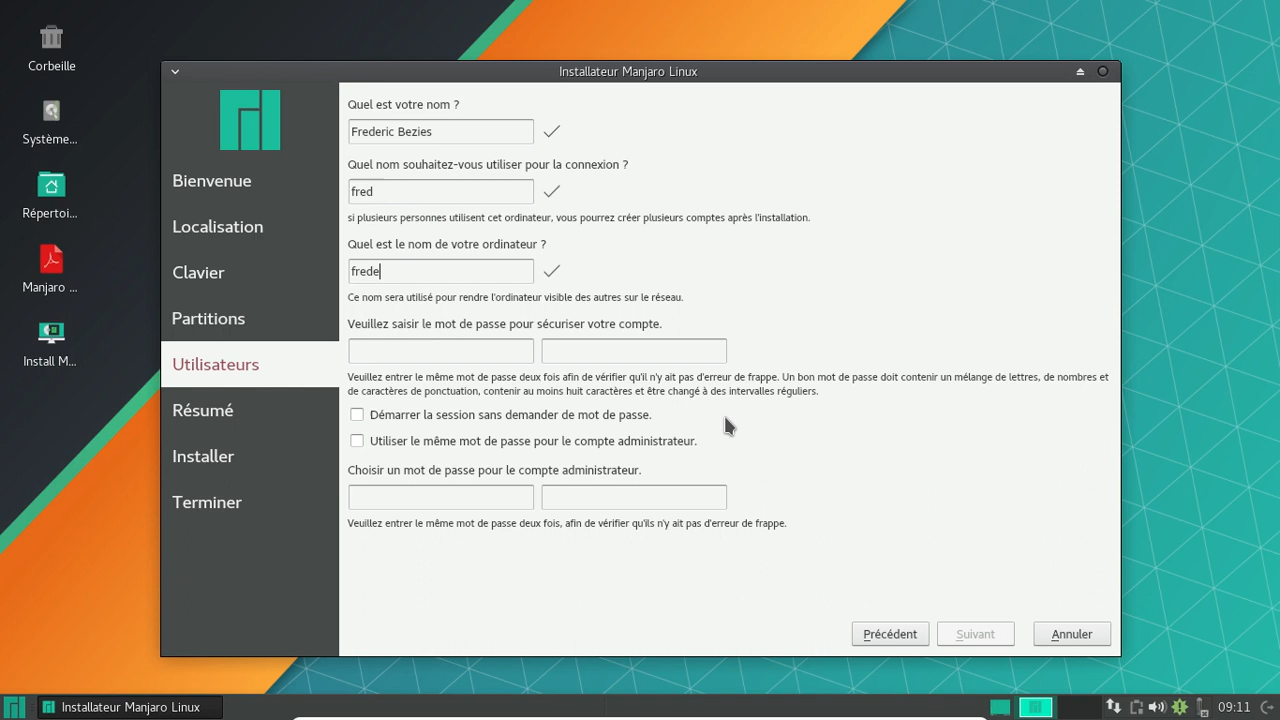 Corbeille
Système...
Répertoi...
Manjaro ...
Install M...
Installateur Manjaro Linux
Bienvenue
Localisation
Clavier
Partitions
Utilisateurs
Résumé
Installer
Terminer
Quel est votre nom ?
Frederic Bezies
Quel nom souhaitez-vous utiliser pour la connexion ?
fred
si plusieurs personnes utilisent cet ordinateur, vous pourrez créer plusieurs comptes après l'installation.
Quel est le nom de votre ordinateur ?
frede
Ce nom sera utilisé pour rendre l'ordinateur visible des autres sur le réseau.
Veuillez saisir le mot de passe pour sécuriser votre compte.
Veuillez entrer le même mot de passe deux fois afin de vérifier qu'il n'y ait pas d'erreur de frappe. Un bon mot de passe doit contenir un mélange de lettres, de nombres et
de caractères de ponctuation, contenir au moins huit caractères et être changé à des intervalles réguliers.
Démarrer la session sans demander de mot de passe.
Utiliser le même mot de passe pour le compte administrateur.
Choisir un mot de passe pour le compte administrateur.
Veuillez entrer le même mot de passe deux fois, afin de vérifier qu'ils n'y ait pas d'erreur de frappe.
Précédent
Suivant
Annuler
Installateur Manjaro Linux
09:11